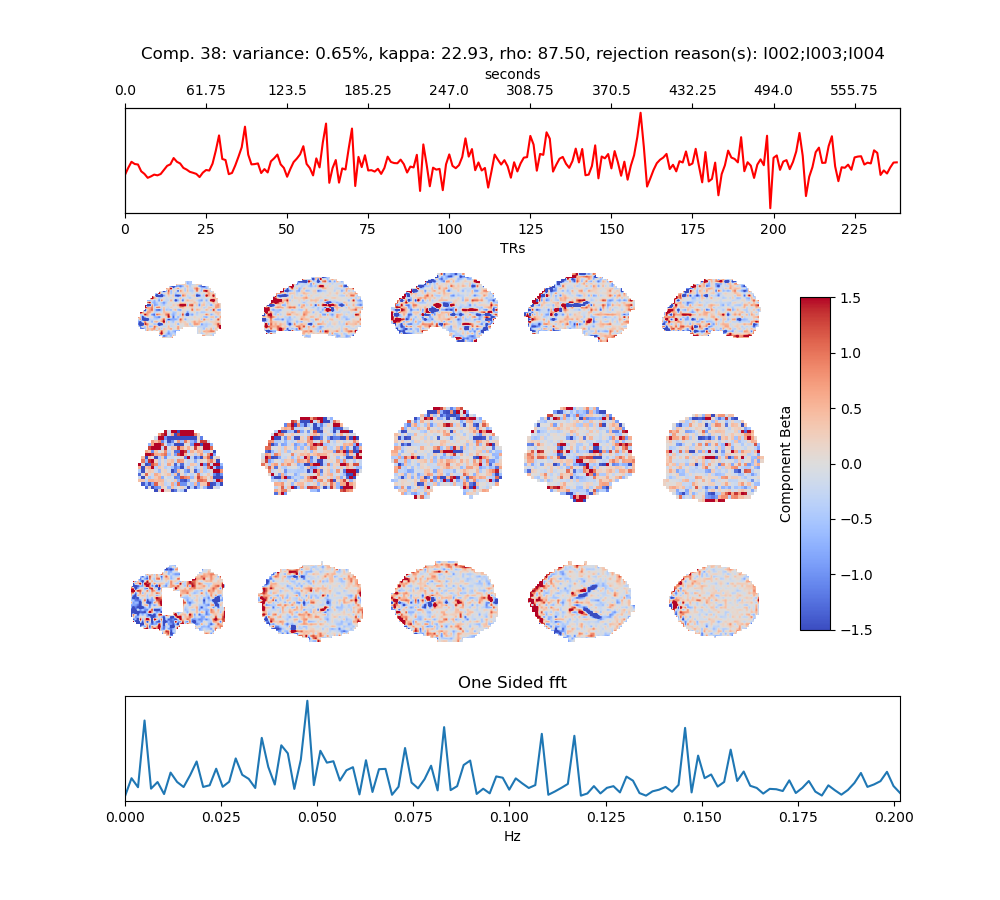 Comp. 38: variance: 0.65%, kappa: 22.93, rho: 87.50, rejection reason(s): I002;I003;I004
seconds
0.0 61.75 123.5 185.25 247.0 308.75 370.5 432.25 494.0 555.75
0 25 50 75 100 125 150 175 200 225
TRs
1.5
1.0
0.5
0.0
−0.5
−1.0
−1.5
Component Beta
One Sided fft
0.000 0.025 0.050 0.075 0.100 0.125 0.150 0.175 0.200
Hz